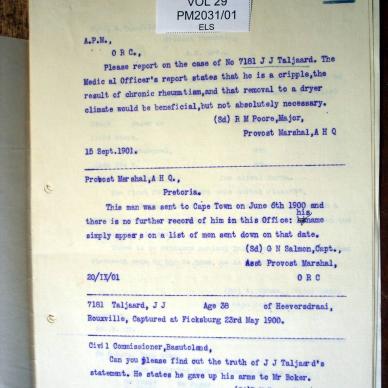 VOL 29
PM2031/01
ELS
A.P.M.,
O R C.,
Please report on the case of No 7181 J J Taljaard. The
Medical Officer's report states that he is a cripple,the
result of chronic rheumatism,and that removal to a dryer
climate would be beneficial,but not absolutely necessary.
(Sd) R M Poore,Major,
Provost Marshal,A H Q
15 Sept.1901.
Provost Marshal,A H Q.,
Pretoria.
This man was sent to Cape Town on June 6th 1900 and
there is no further record of him in this Office: his name
simply appears on a list of men sent down on that date.
(Sd) G N Salmon,Capt.,
Asst Provost Marshal,
20/IX/01 O R C
7181 Taljaard, J J Age 38 of Heeversdraai,
Rouxville, Captured at Ficksburg 23rd May 1900.
Civil Commissioner,Basutoland,
Can you please find out the truth of J J Taljaard's
statement. He states he gave up his arms to Mr Boker.